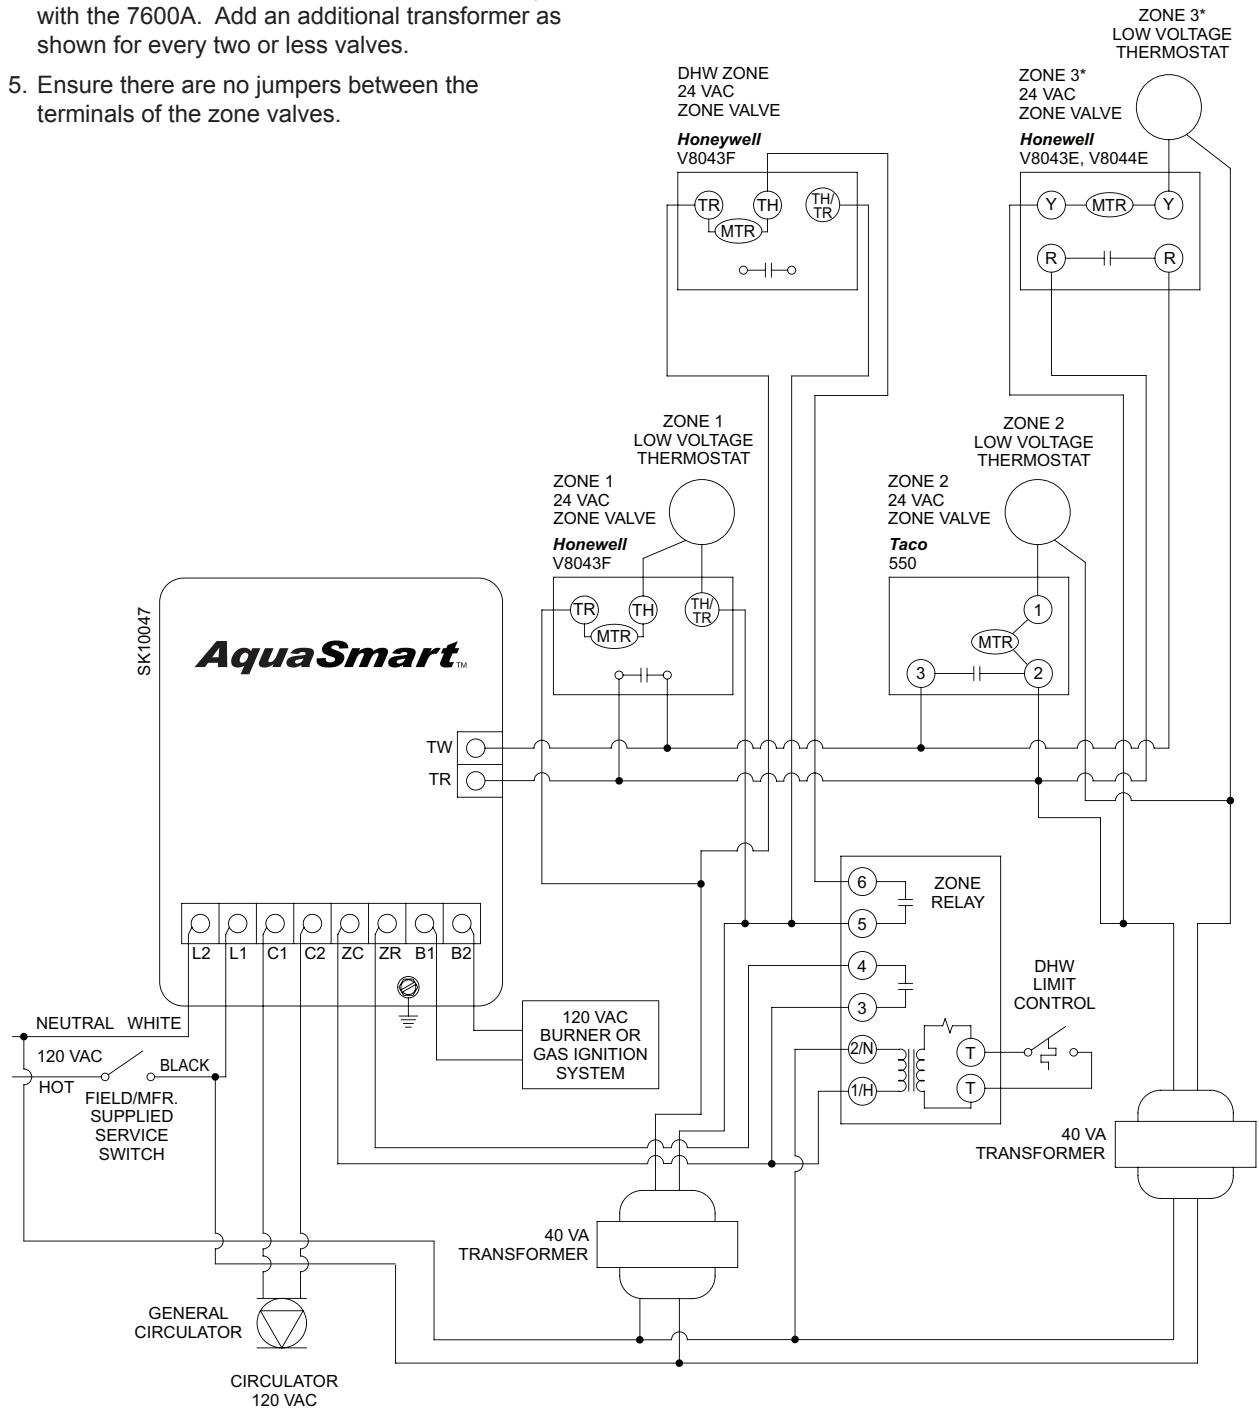 with the 7600A. Add an additional transformer as
shown for every two or less valves.
5. Ensure there are no jumpers between the
terminals of the zone valves.
DHW ZONE
24 VAC
ZONE VALVE
Honeywell
V8043F
TR
TH
TH/
TR
MTR
ZONE 3*
LOW VOLTAGE
THERMOSTAT
ZONE 3*
24 VAC
ZONE VALVE
Honewell
V8043E, V8044E
Y
MTR
Y
R
R
ZONE 1
LOW VOLTAGE
THERMOSTAT
ZONE 1
24 VAC
ZONE VALVE
Honewell
V8043F
TR
TH
TH/
TR
MTR
ZONE 2
LOW VOLTAGE
THERMOSTAT
ZONE 2
24 VAC
ZONE VALVE
Taco
550
1
MTR
3
2
SK10047
AquaSmart™
TW
TR
L2
L1
C1
C2
ZC
ZR
B1
B2
6
5
4
3
2/N
1/H
ZONE
RELAY
T
T
DHW
LIMIT
CONTROL
NEUTRAL WHITE
120 VAC
HOT
BLACK
FIELD/MFR.
SUPPLIED
SERVICE
SWITCH
120 VAC
BURNER OR
GAS IGNITION
SYSTEM
40 VA
TRANSFORMER
40 VA
TRANSFORMER
GENERAL
CIRCULATOR
CIRCULATOR
120 VAC